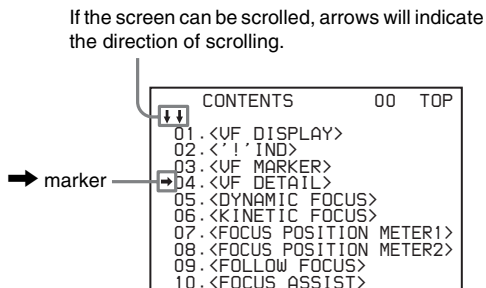 If the screen can be scrolled, arrows will indicate
the direction of scrolling.
CONTENTS 00 TOP
01.<VF DISPLAY>
02.<'!'IND>
03.<VF MARKER>
marker
04.<VF DETAIL>
05.<DYNAMIC FOCUS>
06.<KINETIC FOCUS>
07.<FOCUS POSITION METER1>
08.<FOCUS POSITION METER2>
09.<FOLLOW FOCUS>
10.<FOCUS ASSIST>